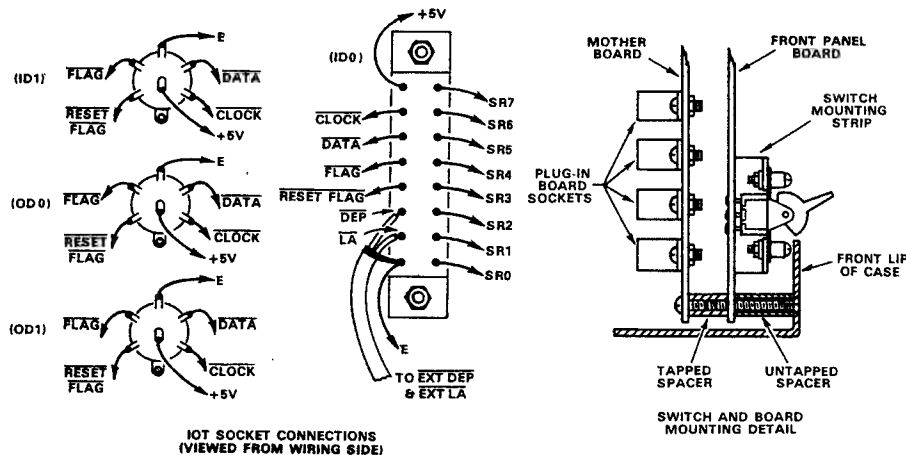 E
(ID1)
FLAG
DATA
RESET
FLAG
CLOCK
+5V
E
(OD0)
FLAG
DATA
RESET
FLAG
CLOCK
+5V
E
(OD1)
FLAG
DATA
RESET
FLAG
CLOCK
+5V
+5V
(ID0)
CLOCK
DATA
FLAG
RESET FLAG
DEP
LA
SR7
SR6
SR5
SR4
SR3
SR2
SR1
SR0
E
TO EXT DEP
& EXT LA
IOT SOCKET CONNECTIONS
(VIEWED FROM WIRING SIDE)
MOTHER
BOARD
FRONT PANEL
BOARD
SWITCH
MOUNTING
STRIP
PLUG-IN
BOARD
SOCKETS
FRONT LIP
OF CASE
TAPPED
SPACER
UNTAPPED
SPACER
SWITCH AND BOARD
MOUNTING DETAIL